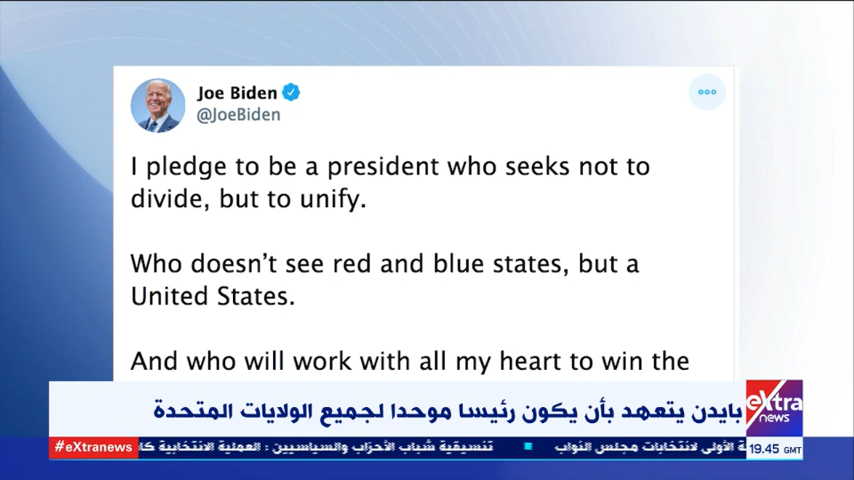 Joe Biden
@JoeBiden
I pledge to be a president who seeks not to
divide, but to unify.
Who doesn't see red and blue states, but a
United States.
And who will work with all my heart to win the
بايدن يتعهد بأن يكون رئيسا موحدا لجميع الولايات المتحدة
eXtra
news
#eXtranews
ة الأولى لانتخابات مجلس النواب
تنسيقية شباب الأحزاب والسياسيين : العملية الانتخابية كا
19.45 GMT